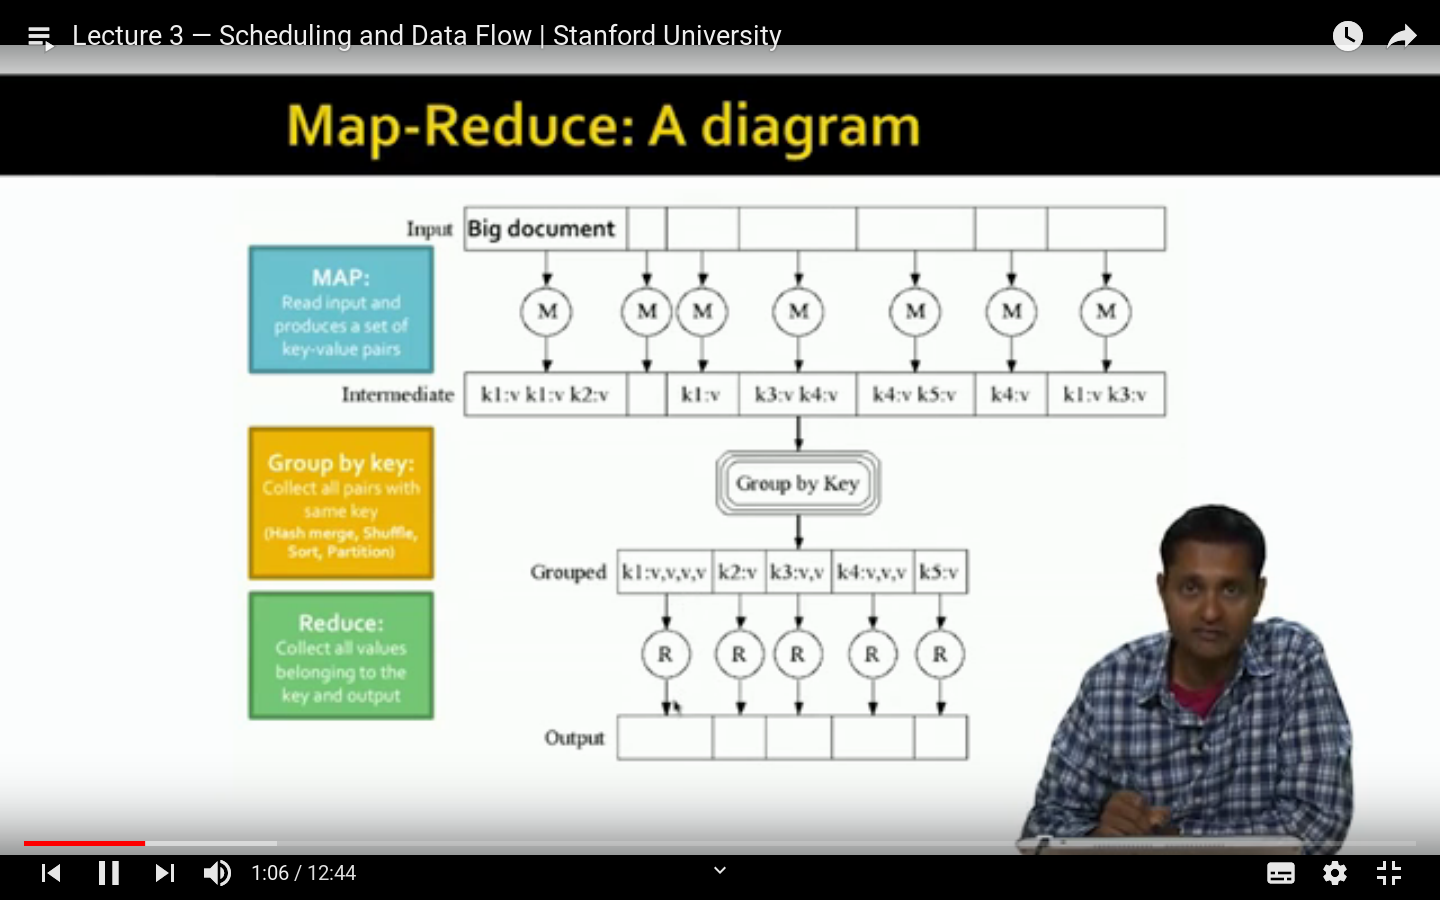 Lecture 3 — Scheduling and Data Flow | Stanford University
Map-Reduce: A diagram
Input
Big document
MAP:
Read input and
produces a set of
key-value pairs
M M M M M M M
Intermediate
k1:v k1:v k2:v k1:v k3:v k4:v k4:v k5:v k4:v k1:v k3:v
Group by key:
Collect all pairs with
same key
(Hash merge, Shuffle,
Sort, Partition)
Group by Key
Grouped
k1:v,v,v,v k2:v k3:v,v k4:v,v,v k5:v
Reduce:
Collect all values
belonging to the
key and output
R R R R R
Output
1:06 / 12:44